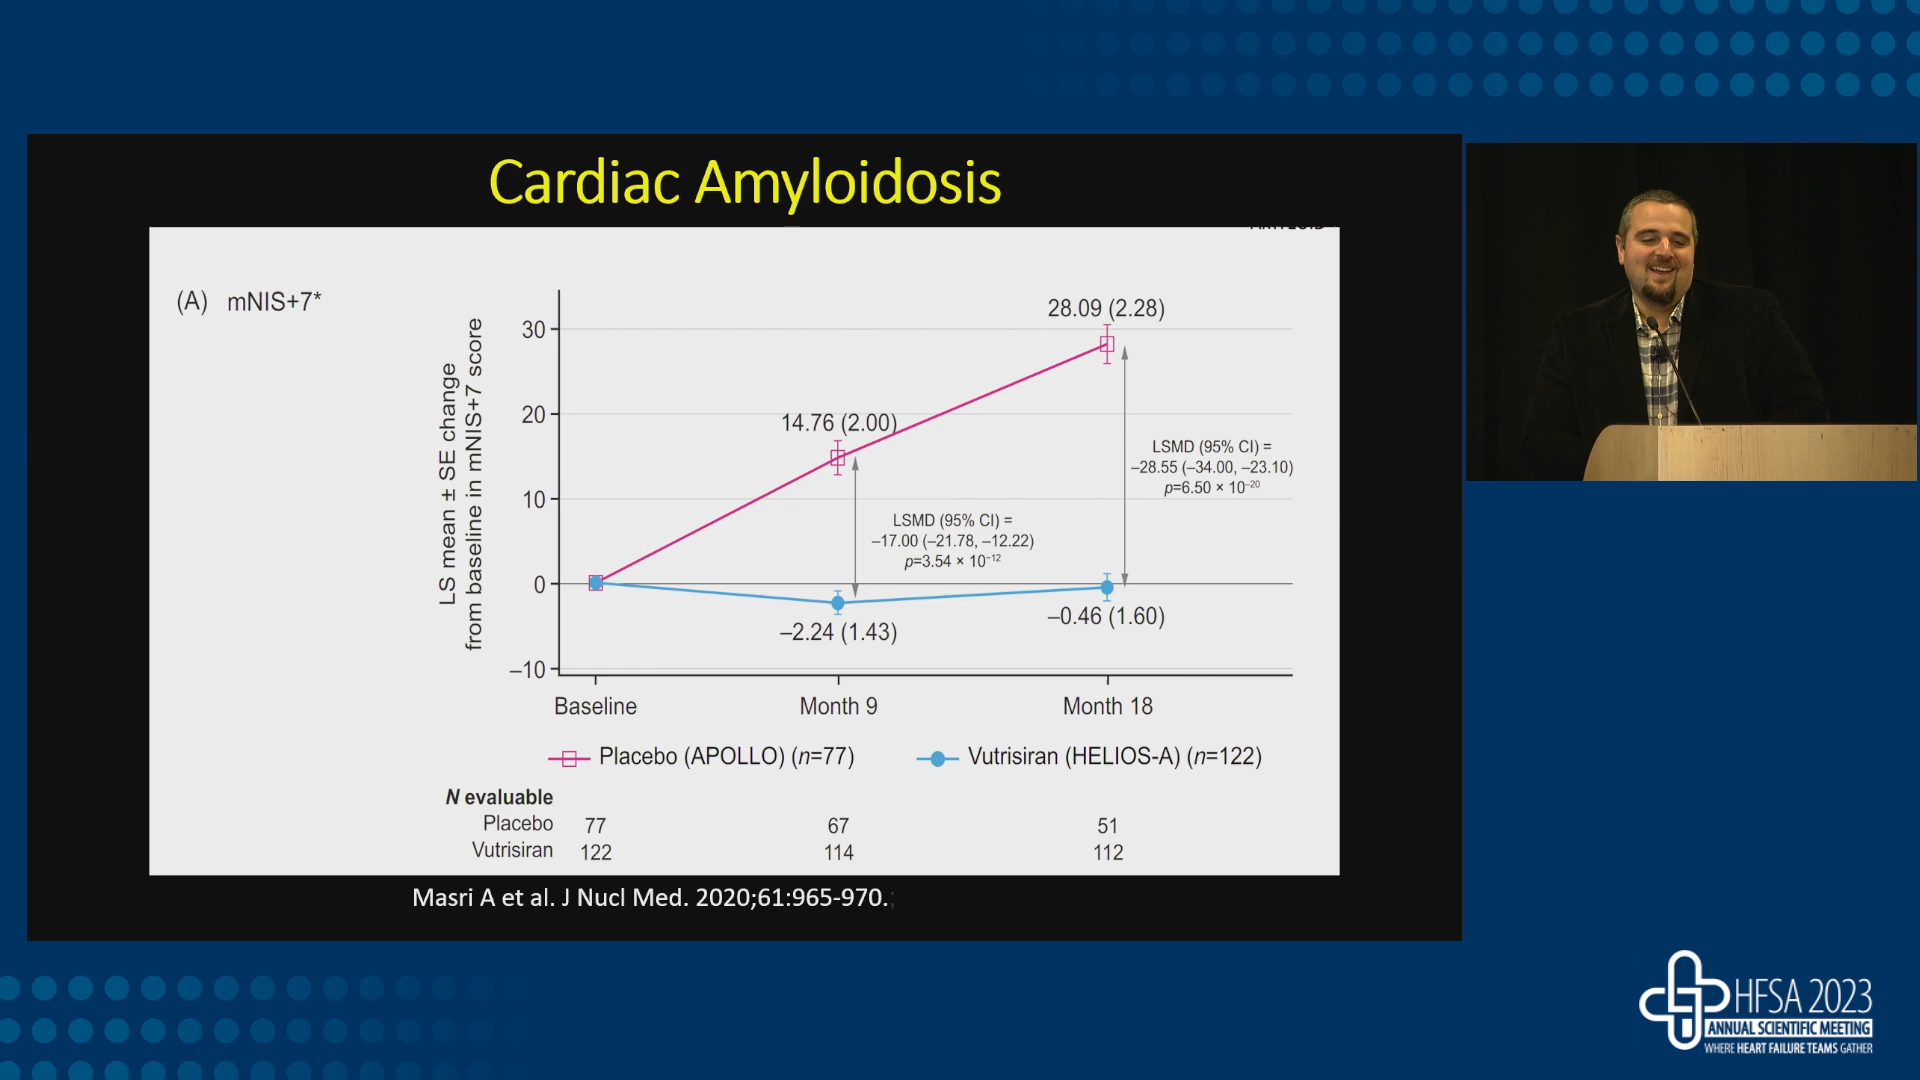 Cardiac Amyloidosis
(A) mNIS+7*
LS mean ± SE change
from baseline in mNIS+7 score
30
20
10
0
–10
28.09 (2.28)
14.76 (2.00)
LSMD (95% CI) =
–28.55 (–34.00, –23.10)
p=6.50 × 10⁻²⁰
LSMD (95% CI) =
–17.00 (–21.78, –12.22)
p=3.54 × 10⁻¹²
–2.24 (1.43)
–0.46 (1.60)
Baseline Month 9 Month 18
Placebo (APOLLO) (n=77) Vutrisiran (HELIOS-A) (n=122)
N evaluable
Placebo 77 67 51
Vutrisiran 122 114 112
Masri A et al. J Nucl Med. 2020;61:965-970.
HFSA 2023
ANNUAL SCIENTIFIC MEETING
WHERE HEART FAILURE TEAMS GATHER